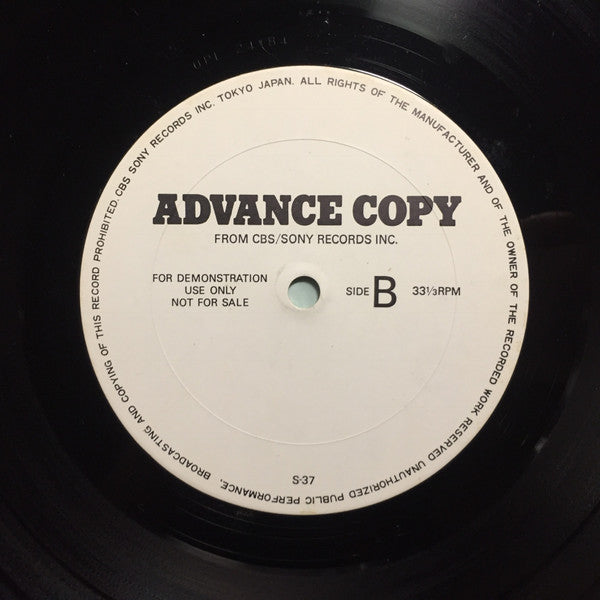 ADVANCE COPY
FROM CBS/SONY RECORDS INC.
FOR DEMONSTRATION
USE ONLY
NOT FOR SALE
SIDE B
33⅓RPM
S-37
CBS SONY RECORDS INC. TOKYO JAPAN. ALL RIGHTS OF THE MANUFACTURER AND OF THE OWNER OF THE RECORDED WORK RESERVED UNAUTHORIZED PUBLIC PERFORMANCE, BROADCASTING AND COPYING OF THIS RECORD PROHIBITED.